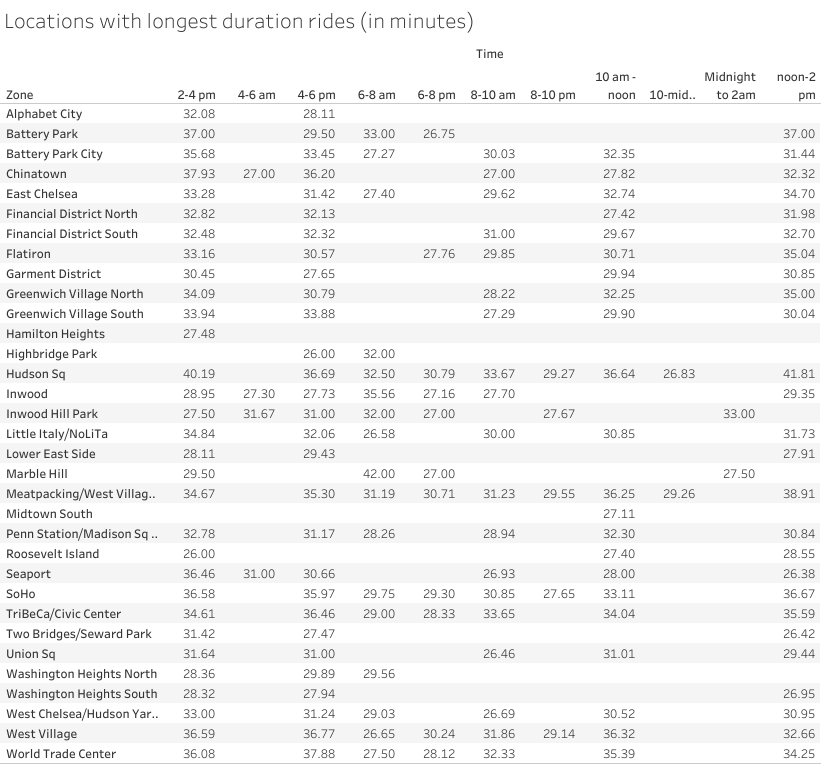 Locations with longest duration rides (in minutes)
Time
10 am - Midnight noon-2
Zone 2-4 pm 4-6 am 4-6 pm 6-8 am 6-8 pm 8-10 am 8-10 pm noon 10-mid.. to 2am pm
Alphabet City 32.08 28.11
Battery Park 37.00 29.50 33.00 26.75 37.00
Battery Park City 35.68 33.45 27.27 30.03 32.35 31.44
Chinatown 37.93 27.00 36.20 27.00 27.82 32.32
East Chelsea 33.28 31.42 27.40 29.62 32.74 34.70
Financial District North 32.82 32.13 27.42 31.98
Financial District South 32.48 32.32 31.00 29.67 32.70
Flatiron 33.16 30.57 27.76 29.85 30.71 35.04
Garment District 30.45 27.65 29.94 30.85
Greenwich Village North 34.09 30.79 28.22 32.25 35.00
Greenwich Village South 33.94 33.88 27.29 29.90 30.04
Hamilton Heights 27.48
Highbridge Park 26.00 32.00
Hudson Sq 40.19 36.69 32.50 30.79 33.67 29.27 36.64 26.83 41.81
Inwood 28.95 27.30 27.73 35.56 27.16 27.70 29.35
Inwood Hill Park 27.50 31.67 31.00 32.00 27.00 27.67 33.00
Little Italy/NoLiTa 34.84 32.06 26.58 30.00 30.85 31.73
Lower East Side 28.11 29.43 27.91
Marble Hill 29.50 42.00 27.00 27.50
Meatpacking/West Villag.. 34.67 35.30 31.19 30.71 31.23 29.55 36.25 29.26 38.91
Midtown South 27.11
Penn Station/Madison Sq .. 32.78 31.17 28.26 28.94 32.30 30.84
Roosevelt Island 26.00 27.40 28.55
Seaport 36.46 31.00 30.66 26.93 28.00 26.38
SoHo 36.58 35.97 29.75 29.30 30.85 27.65 33.11 36.67
TriBeCa/Civic Center 34.61 36.46 29.00 28.33 33.65 34.04 35.59
Two Bridges/Seward Park 31.42 27.47 26.42
Union Sq 31.64 31.00 26.46 31.01 29.44
Washington Heights North 28.36 29.89 29.56
Washington Heights South 28.32 27.94 26.95
West Chelsea/Hudson Yar.. 33.00 31.24 29.03 26.69 30.52 30.95
West Village 36.59 36.77 26.65 30.24 31.86 29.14 36.32 32.66
World Trade Center 36.08 37.88 27.50 28.12 32.33 35.39 34.25